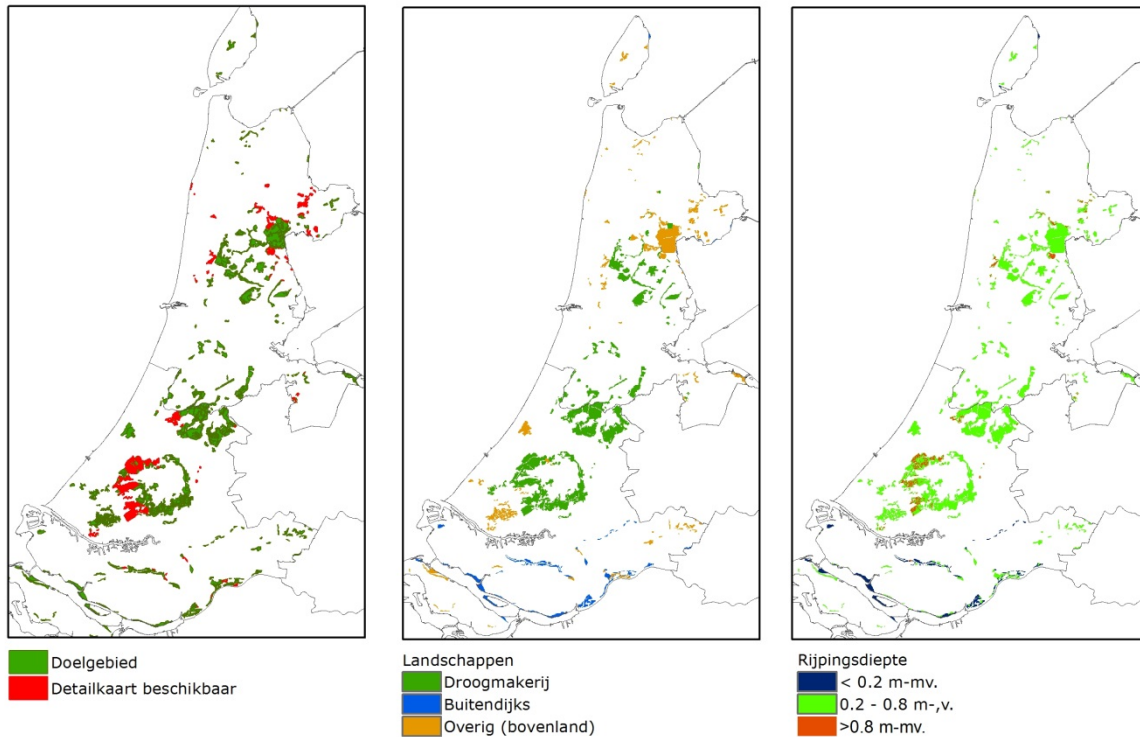 Doelgebied
Detailkaart beschikbaar
Landschappen
Droogmakerij
Buitendijks
Overig (bovenland)
Rijpingsdiepte
< 0.2 m-mv.
0.2 - 0.8 m-,v.
>0.8 m-mv.